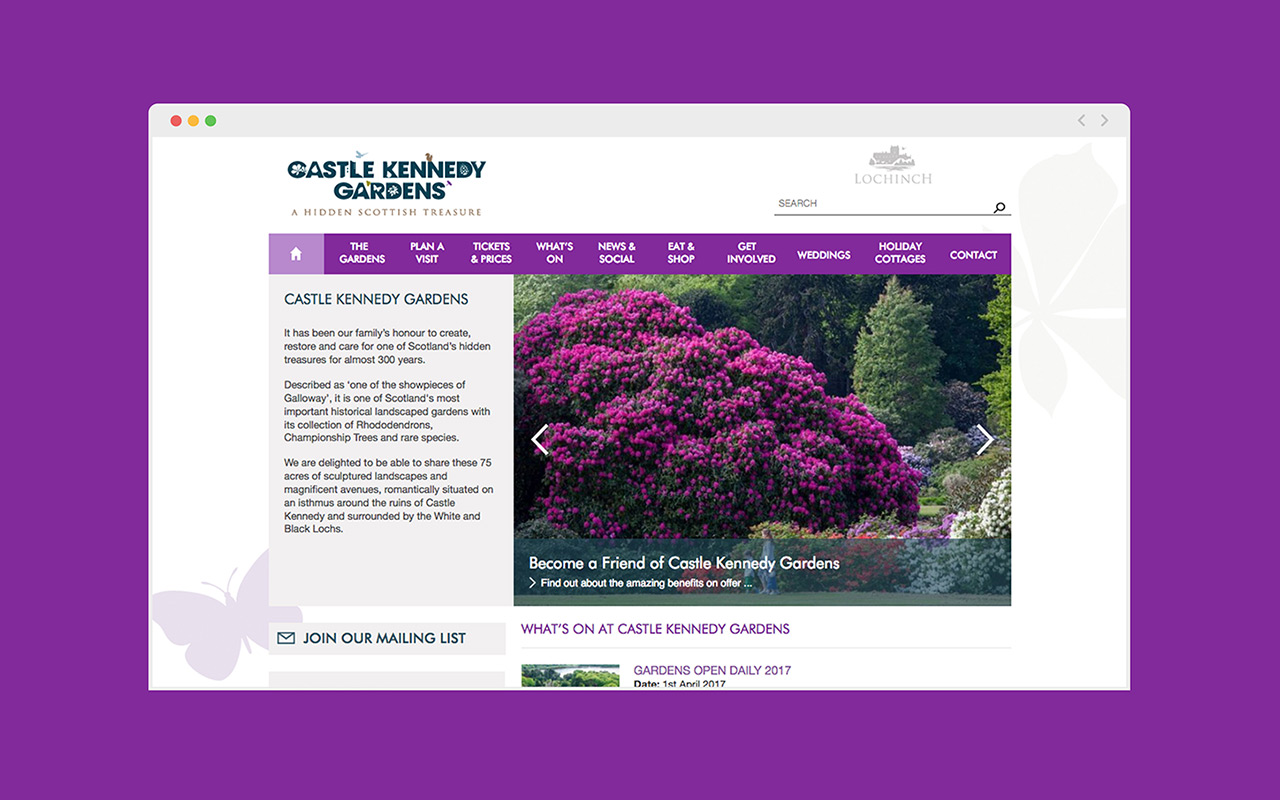 CASTLE KENNEDY
GARDENS
A HIDDEN SCOTTISH TREASURE
LOCHINCH
SEARCH
THE
GARDENS
PLAN A
VISIT
TICKETS
& PRICES
WHAT'S
ON
NEWS &
SOCIAL
EAT &
SHOP
GET
INVOLVED
WEDDINGS
HOLIDAY
COTTAGES
CONTACT
CASTLE KENNEDY GARDENS
It has been our family's honour to create,
restore and care for one of Scotland's hidden
treasures for almost 300 years.
Described as 'one of the showpieces of
Galloway', it is one of Scotland's most
important historical landscaped gardens with
its collection of Rhododendrons,
Championship Trees and rare species.
We are delighted to be able to share these 75
acres of sculptured landscapes and
magnificent avenues, romantically situated on
an isthmus around the ruins of Castle
Kennedy and surrounded by the White and
Black Lochs.
Become a Friend of Castle Kennedy Gardens
Find out about the amazing benefits on offer ...
JOIN OUR MAILING LIST
WHAT'S ON AT CASTLE KENNEDY GARDENS
GARDENS OPEN DAILY 2017
Date: 1st April 2017